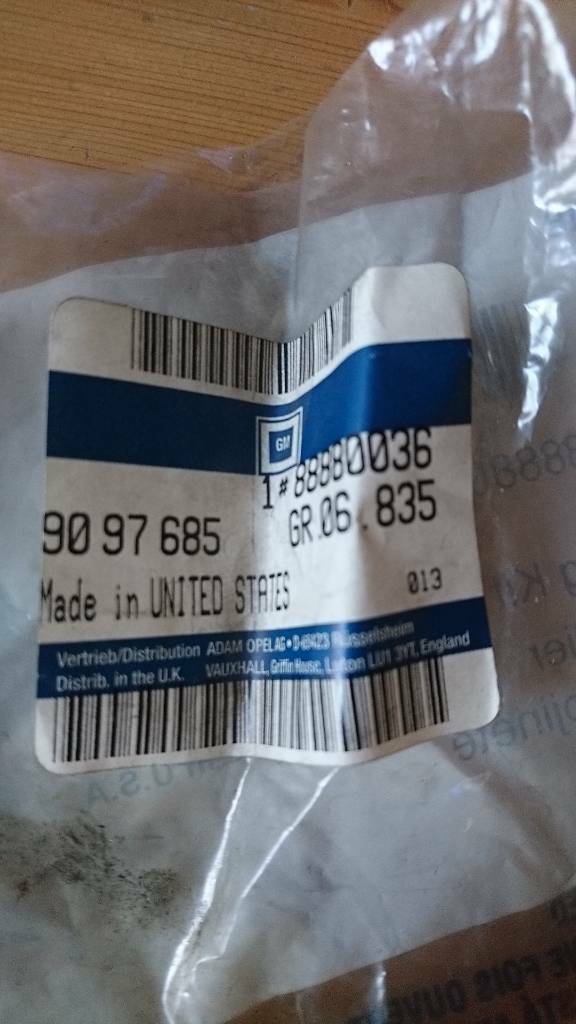 GM
1# 88880036
90 97 685 GR.06.835
Made in UNITED STATES 013
Vertrieb/Distribution ADAM OPEL AG • D-65423 Rüsselsheim
Distrib. in the U.K. VAUXHALL, Griffin House, Luton LU1 3YT, England
U.S.A.
FOIS